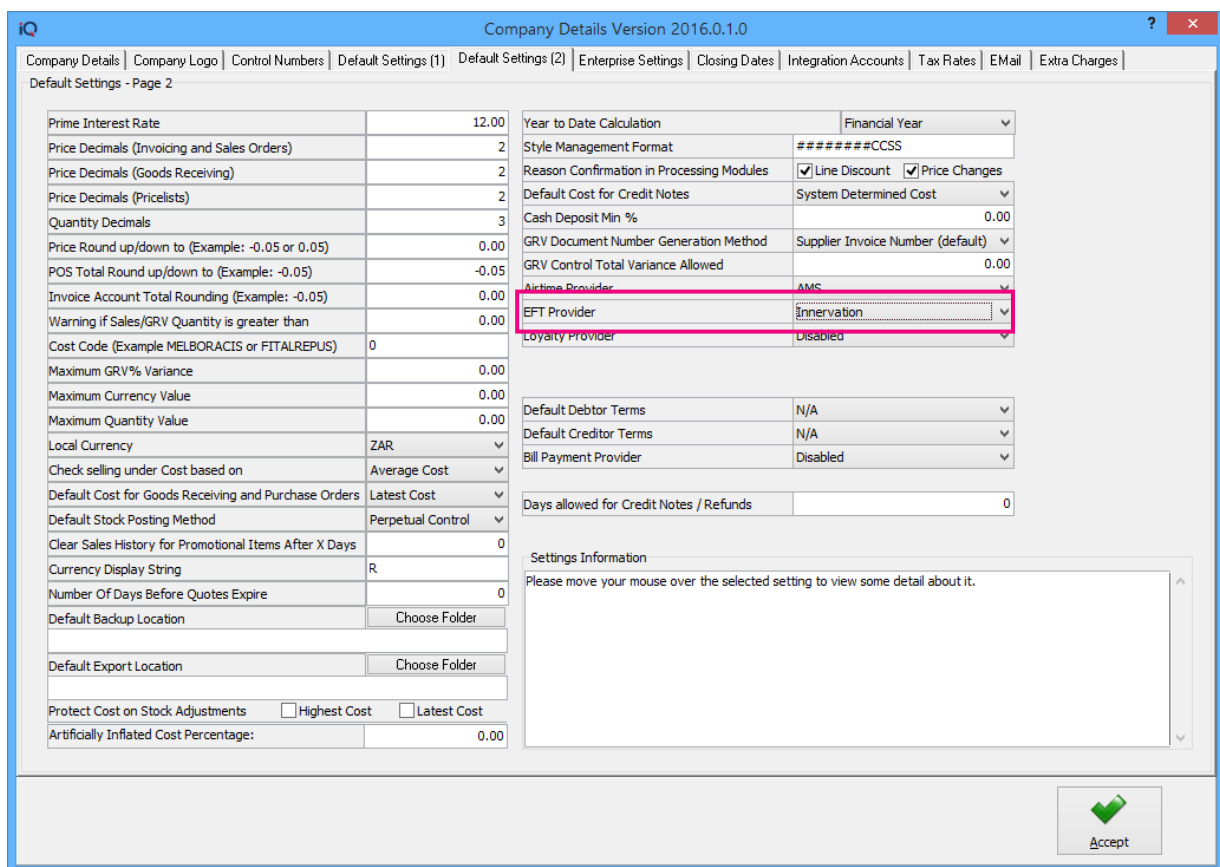 iQ Company Details Version 2016.0.1.0 ?
Company Details Company Logo Control Numbers Default Settings (1) Default Settings (2) Enterprise Settings Closing Dates Integration Accounts Tax Rates EMail Extra Charges
Default Settings - Page 2
Prime Interest Rate 12.00
Price Decimals (Invoicing and Sales Orders) 2
Price Decimals (Goods Receiving) 2
Price Decimals (Pricelists) 2
Quantity Decimals 3
Price Round up/down to (Example: -0.05 or 0.05) 0.00
POS Total Round up/down to (Example: -0.05) -0.05
Invoice Account Total Rounding (Example: -0.05) 0.00
Warning if Sales/GRV Quantity is greater than 0.00
Cost Code (Example MELBORACIS or FITALREPUS) 0
Maximum GRV% Variance 0.00
Maximum Currency Value 0.00
Maximum Quantity Value 0.00
Local Currency ZAR
Check selling under Cost based on Average Cost
Default Cost for Goods Receiving and Purchase Orders Latest Cost
Default Stock Posting Method Perpetual Control
Clear Sales History for Promotional Items After X Days 0
Currency Display String R
Number Of Days Before Quotes Expire 0
Default Backup Location Choose Folder
Default Export Location Choose Folder
Protect Cost on Stock Adjustments Highest Cost Latest Cost
Artificially Inflated Cost Percentage: 0.00
Year to Date Calculation Financial Year
Style Management Format ########CCSS
Reason Confirmation in Processing Modules Line Discount Price Changes
Default Cost for Credit Notes System Determined Cost
Cash Deposit Min % 0.00
GRV Document Number Generation Method Supplier Invoice Number (default)
GRV Control Total Variance Allowed 0.00
Airtime Provider AMS
EFT Provider Innervation
Loyalty Provider Disabled
Default Debtor Terms N/A
Default Creditor Terms N/A
Bill Payment Provider Disabled
Days allowed for Credit Notes / Refunds 0
Settings Information
Please move your mouse over the selected setting to view some detail about it.
Accept